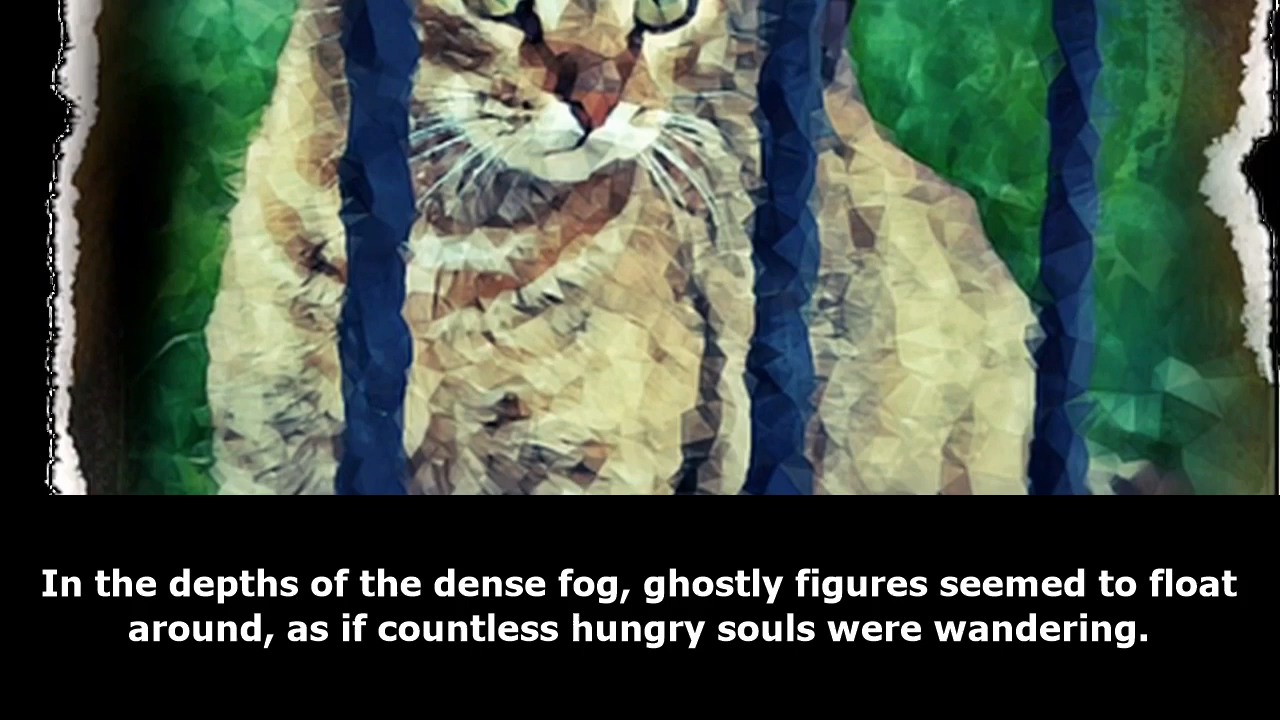 In the depths of the dense fog, ghostly figures seemed to float
around, as if countless hungry souls were wandering.